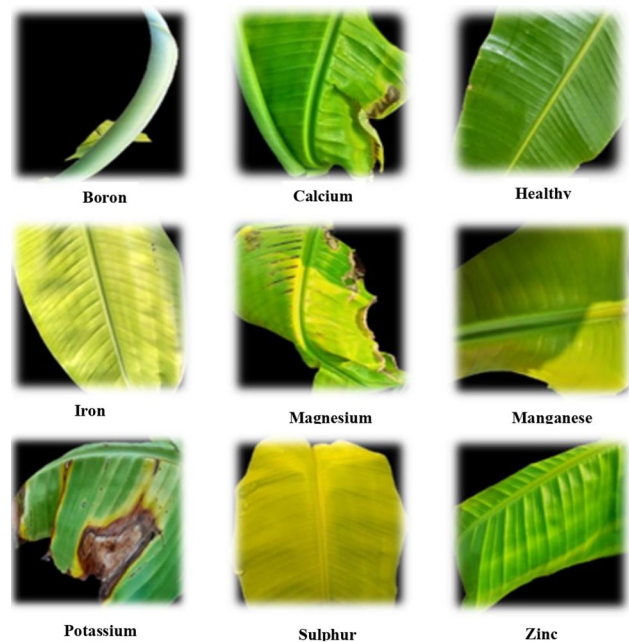 Boron
Calcium
Healthy
Iron
Magnesium
Manganese
Potassium
Sulphur
Zinc